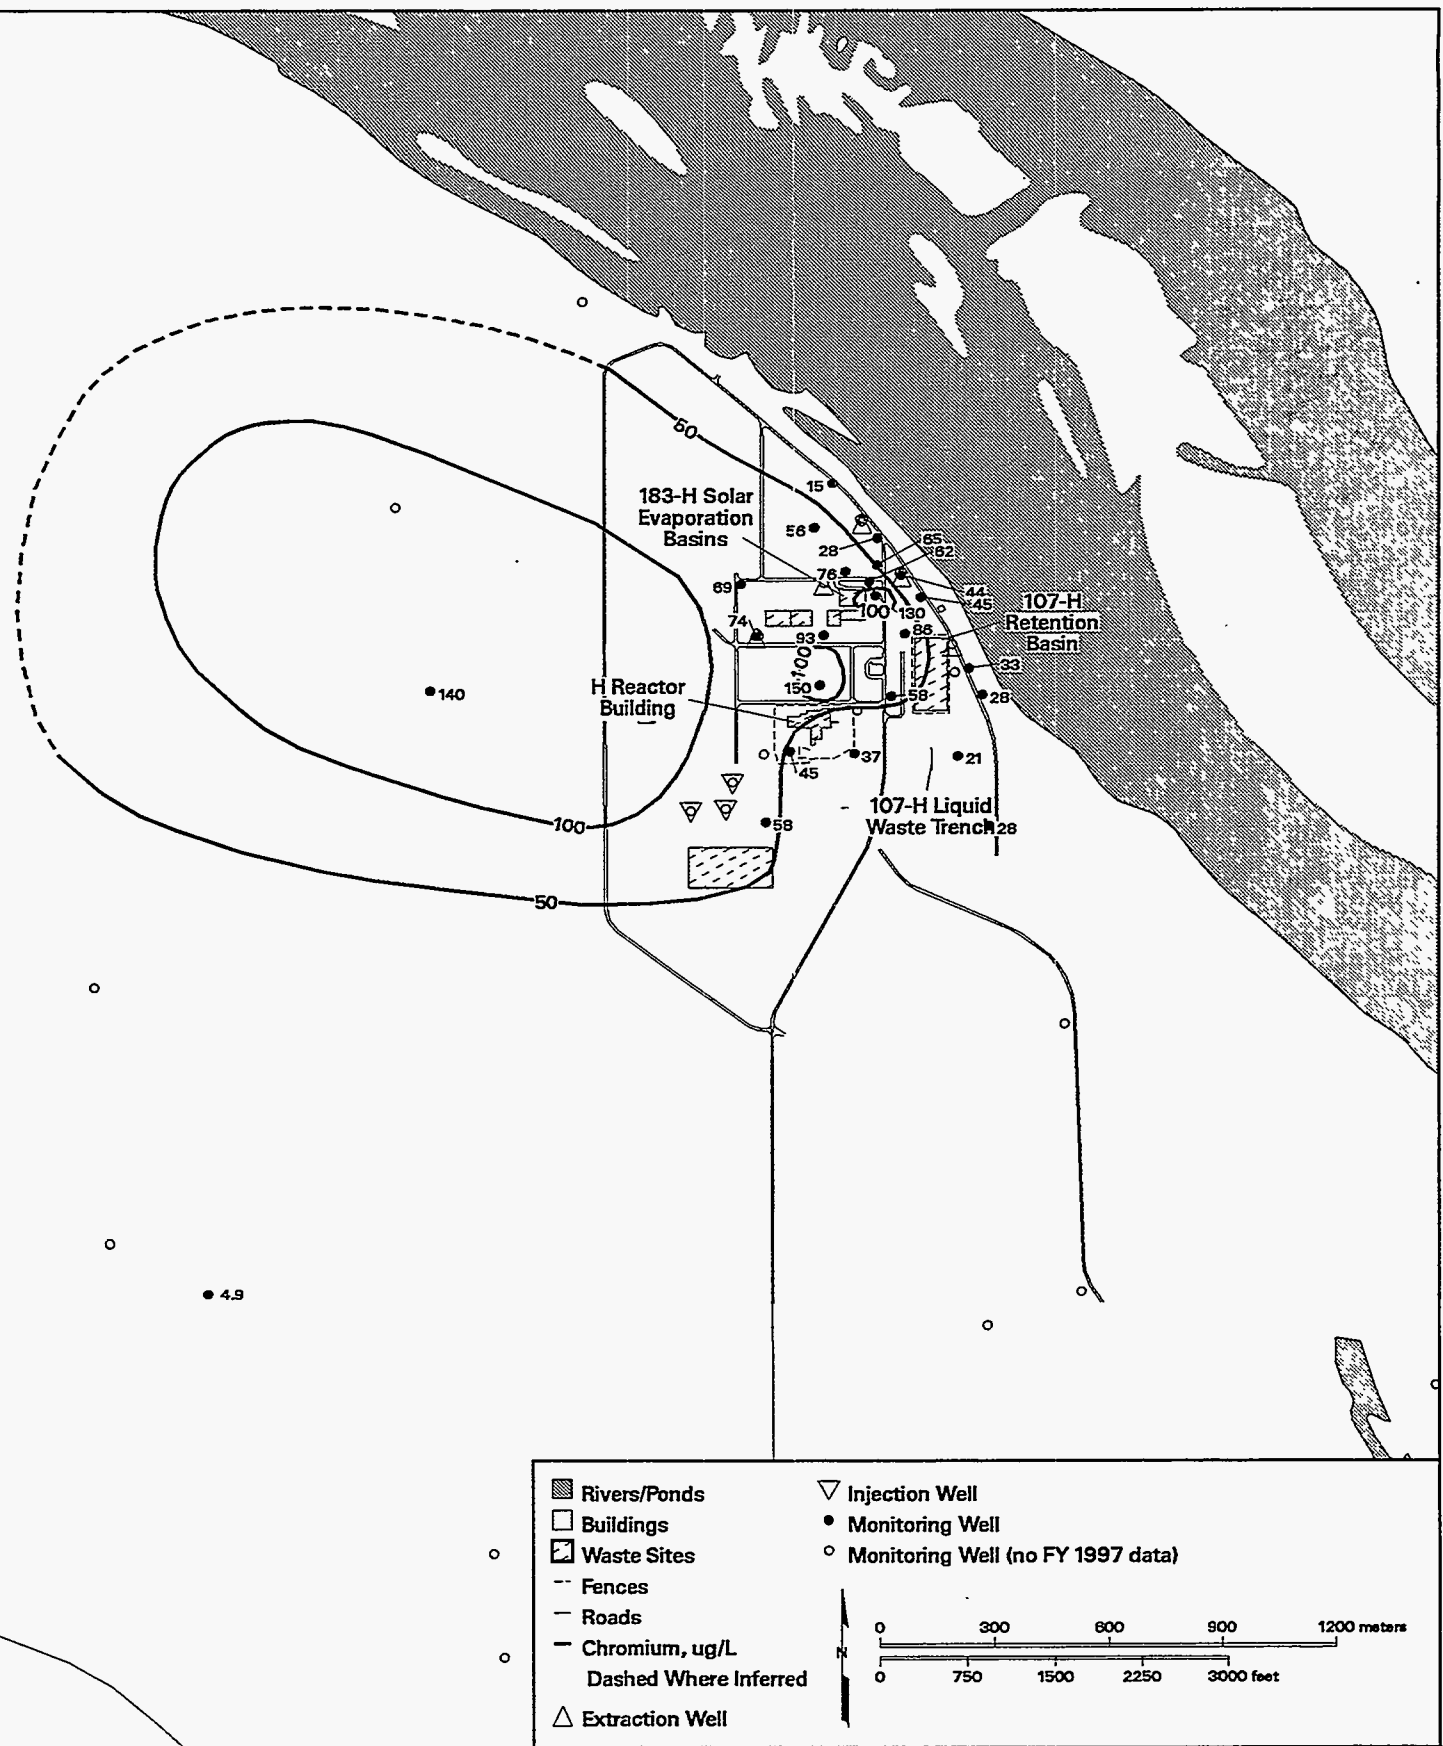 50
15
183-H Solar
Evaporation
Basins
56
28
65
62
76
69
44
45
100
130
107-H
Retention
Basin
74
93
86
100
33
H Reactor
Building
140
150
58
28
45
37
21
107-H Liquid
Waste Trench
28
58
100
50
4.9
Rivers/Ponds
Buildings
Waste Sites
Fences
Roads
Chromium, ug/L
Dashed Where Inferred
Extraction Well
Injection Well
Monitoring Well
Monitoring Well (no FY 1997 data)
N
0 300 600 900 1200 meters
0 750 1500 2250 3000 feet